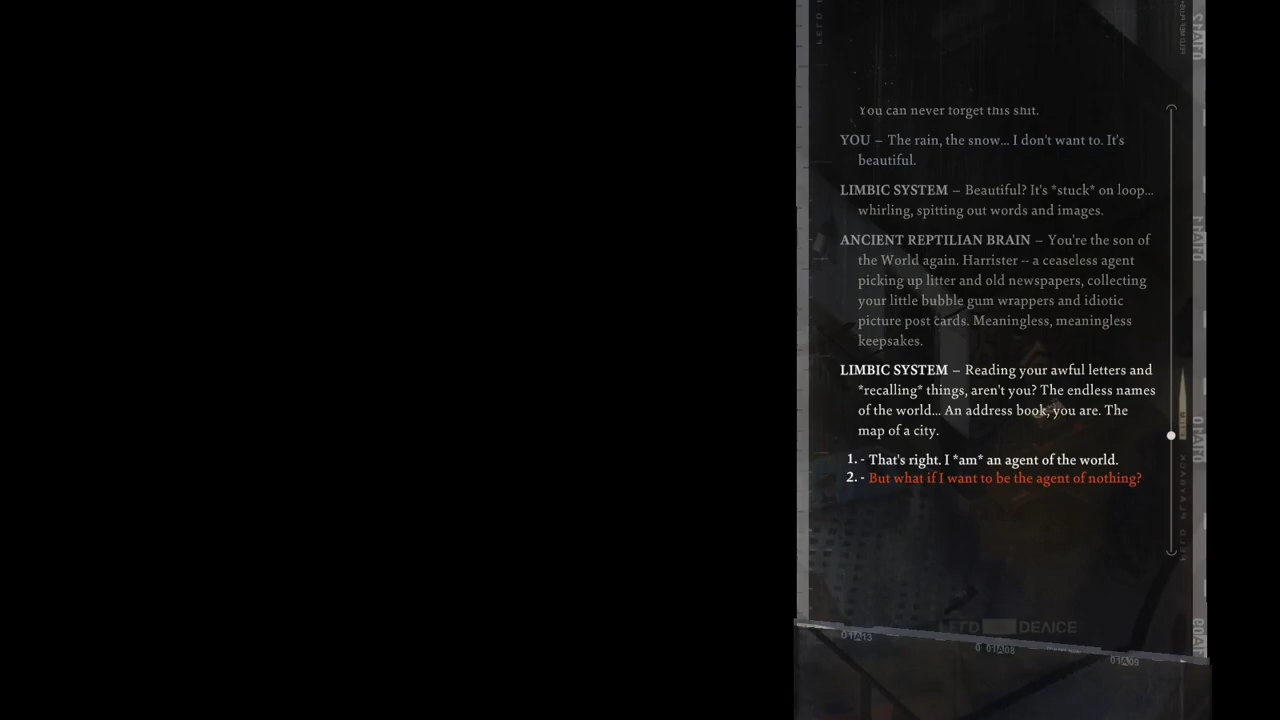 You can never forget this shit.
YOU – The rain, the snow... I don't want to. It's
beautiful.
LIMBIC SYSTEM – Beautiful? It's *stuck* on loop...
whirling, spitting out words and images.
ANCIENT REPTILIAN BRAIN – You're the son of
the World again. Harrister -- a ceaseless agent
picking up litter and old newspapers, collecting
your little bubble gum wrappers and idiotic
picture post cards. Meaningless, meaningless
keepsakes.
LIMBIC SYSTEM – Reading your awful letters and
*recalling* things, aren't you? The endless names
of the world... An address book, you are. The
map of a city.
1. - That's right. I *am* an agent of the world.
2. - But what if I want to be the agent of nothing?